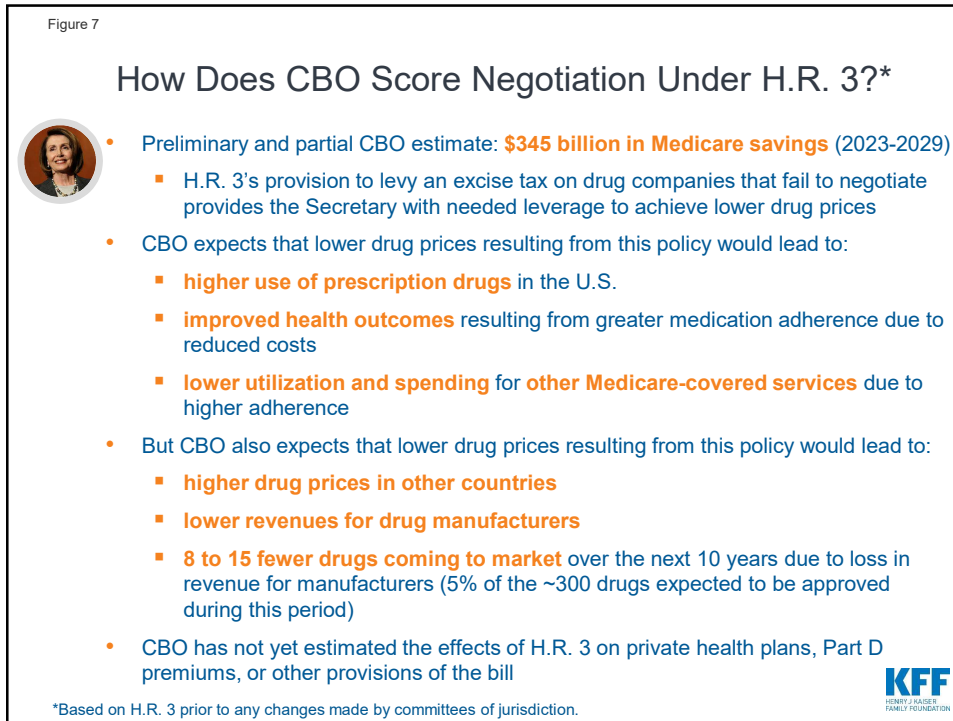 Figure 7
How Does CBO Score Negotiation Under H.R. 3?*
• Preliminary and partial CBO estimate: $345 billion in Medicare savings (2023-2029)
▪ H.R. 3’s provision to levy an excise tax on drug companies that fail to negotiate
provides the Secretary with needed leverage to achieve lower drug prices
• CBO expects that lower drug prices resulting from this policy would lead to:
▪ higher use of prescription drugs in the U.S.
▪ improved health outcomes resulting from greater medication adherence due to
reduced costs
▪ lower utilization and spending for other Medicare-covered services due to
higher adherence
• But CBO also expects that lower drug prices resulting from this policy would lead to:
▪ higher drug prices in other countries
▪ lower revenues for drug manufacturers
▪ 8 to 15 fewer drugs coming to market over the next 10 years due to loss in
revenue for manufacturers (5% of the ~300 drugs expected to be approved
during this period)
• CBO has not yet estimated the effects of H.R. 3 on private health plans, Part D
premiums, or other provisions of the bill
*Based on H.R. 3 prior to any changes made by committees of jurisdiction.
KFF
HENRY J KAISER
FAMILY FOUNDATION